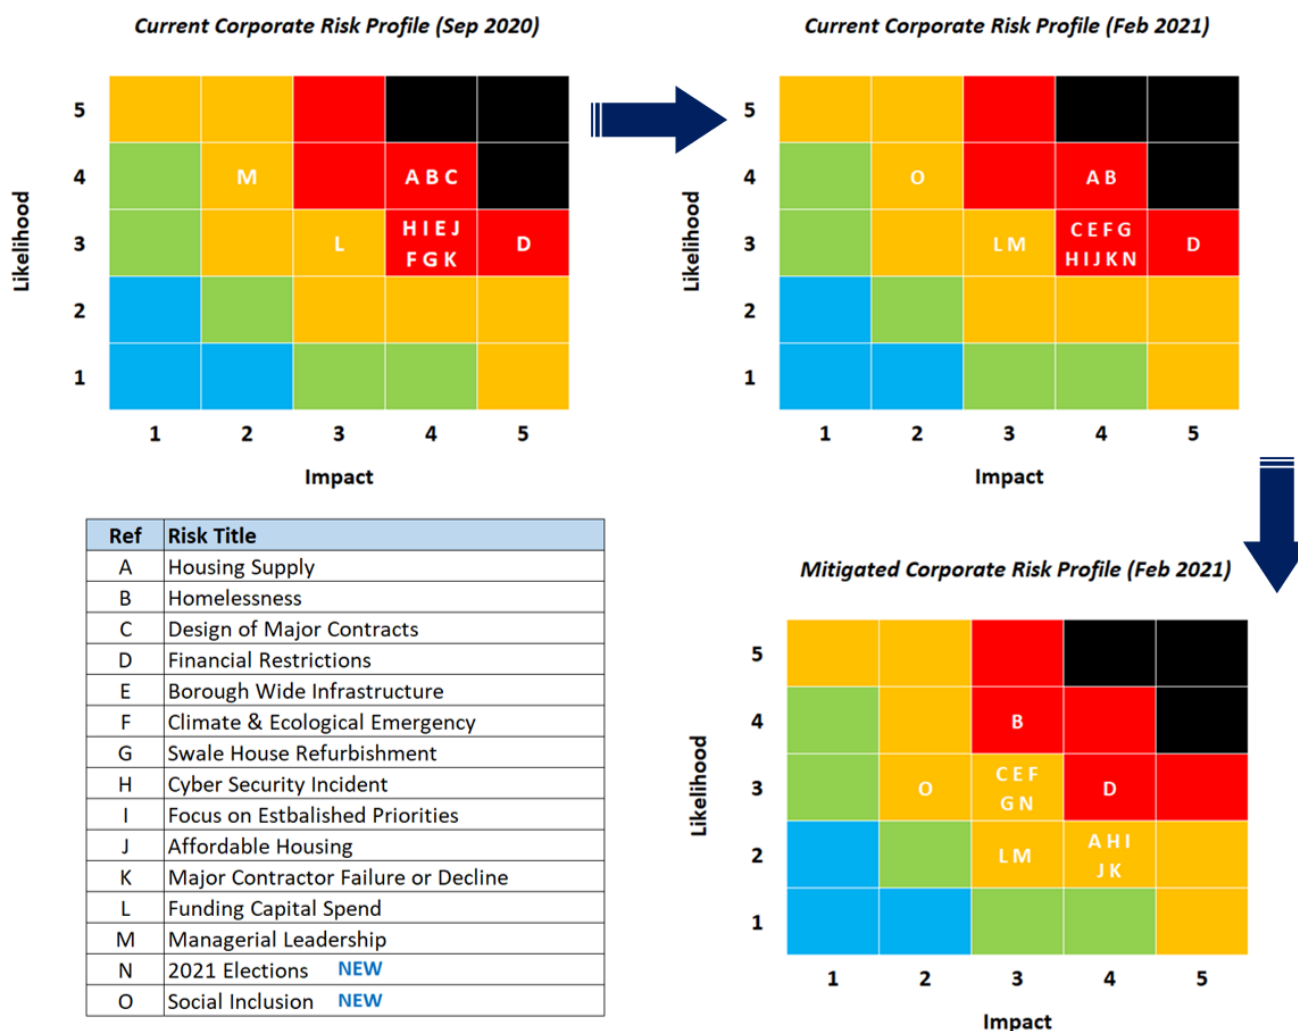 Current Corporate Risk Profile (Sep 2020)
5
4
3
2
1
Likelihood
M
A B C
L
H I E J
F G K
D
1 2 3 4 5
Impact
Current Corporate Risk Profile (Feb 2021)
5
4
3
2
1
Likelihood
O
A B
L M
C E F G
H I J K N
D
1 2 3 4 5
Impact
Ref Risk Title
A Housing Supply
B Homelessness
C Design of Major Contracts
D Financial Restrictions
E Borough Wide Infrastructure
F Climate & Ecological Emergency
G Swale House Refurbishment
H Cyber Security Incident
I Focus on Estbalished Priorities
J Affordable Housing
K Major Contractor Failure or Decline
L Funding Capital Spend
M Managerial Leadership
N 2021 Elections NEW
O Social Inclusion NEW
Mitigated Corporate Risk Profile (Feb 2021)
5
4
3
2
1
Likelihood
B
O
C E F
G N
D
L M
A H I
J K
1 2 3 4 5
Impact